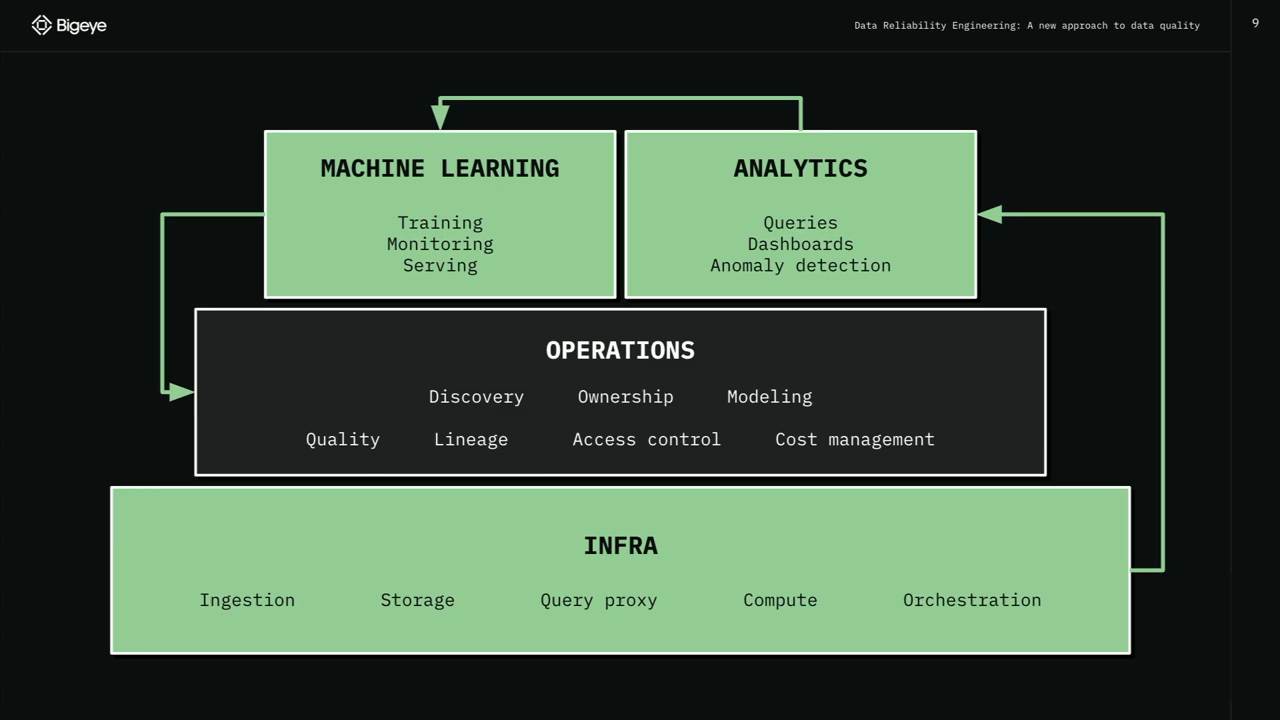 Bigeye
Data Reliability Engineering: A new approach to data quality
9
MACHINE LEARNING
Training
Monitoring
Serving
ANALYTICS
Queries
Dashboards
Anomaly detection
OPERATIONS
Discovery Ownership Modeling
Quality Lineage Access control Cost management
INFRA
Ingestion Storage Query proxy Compute Orchestration